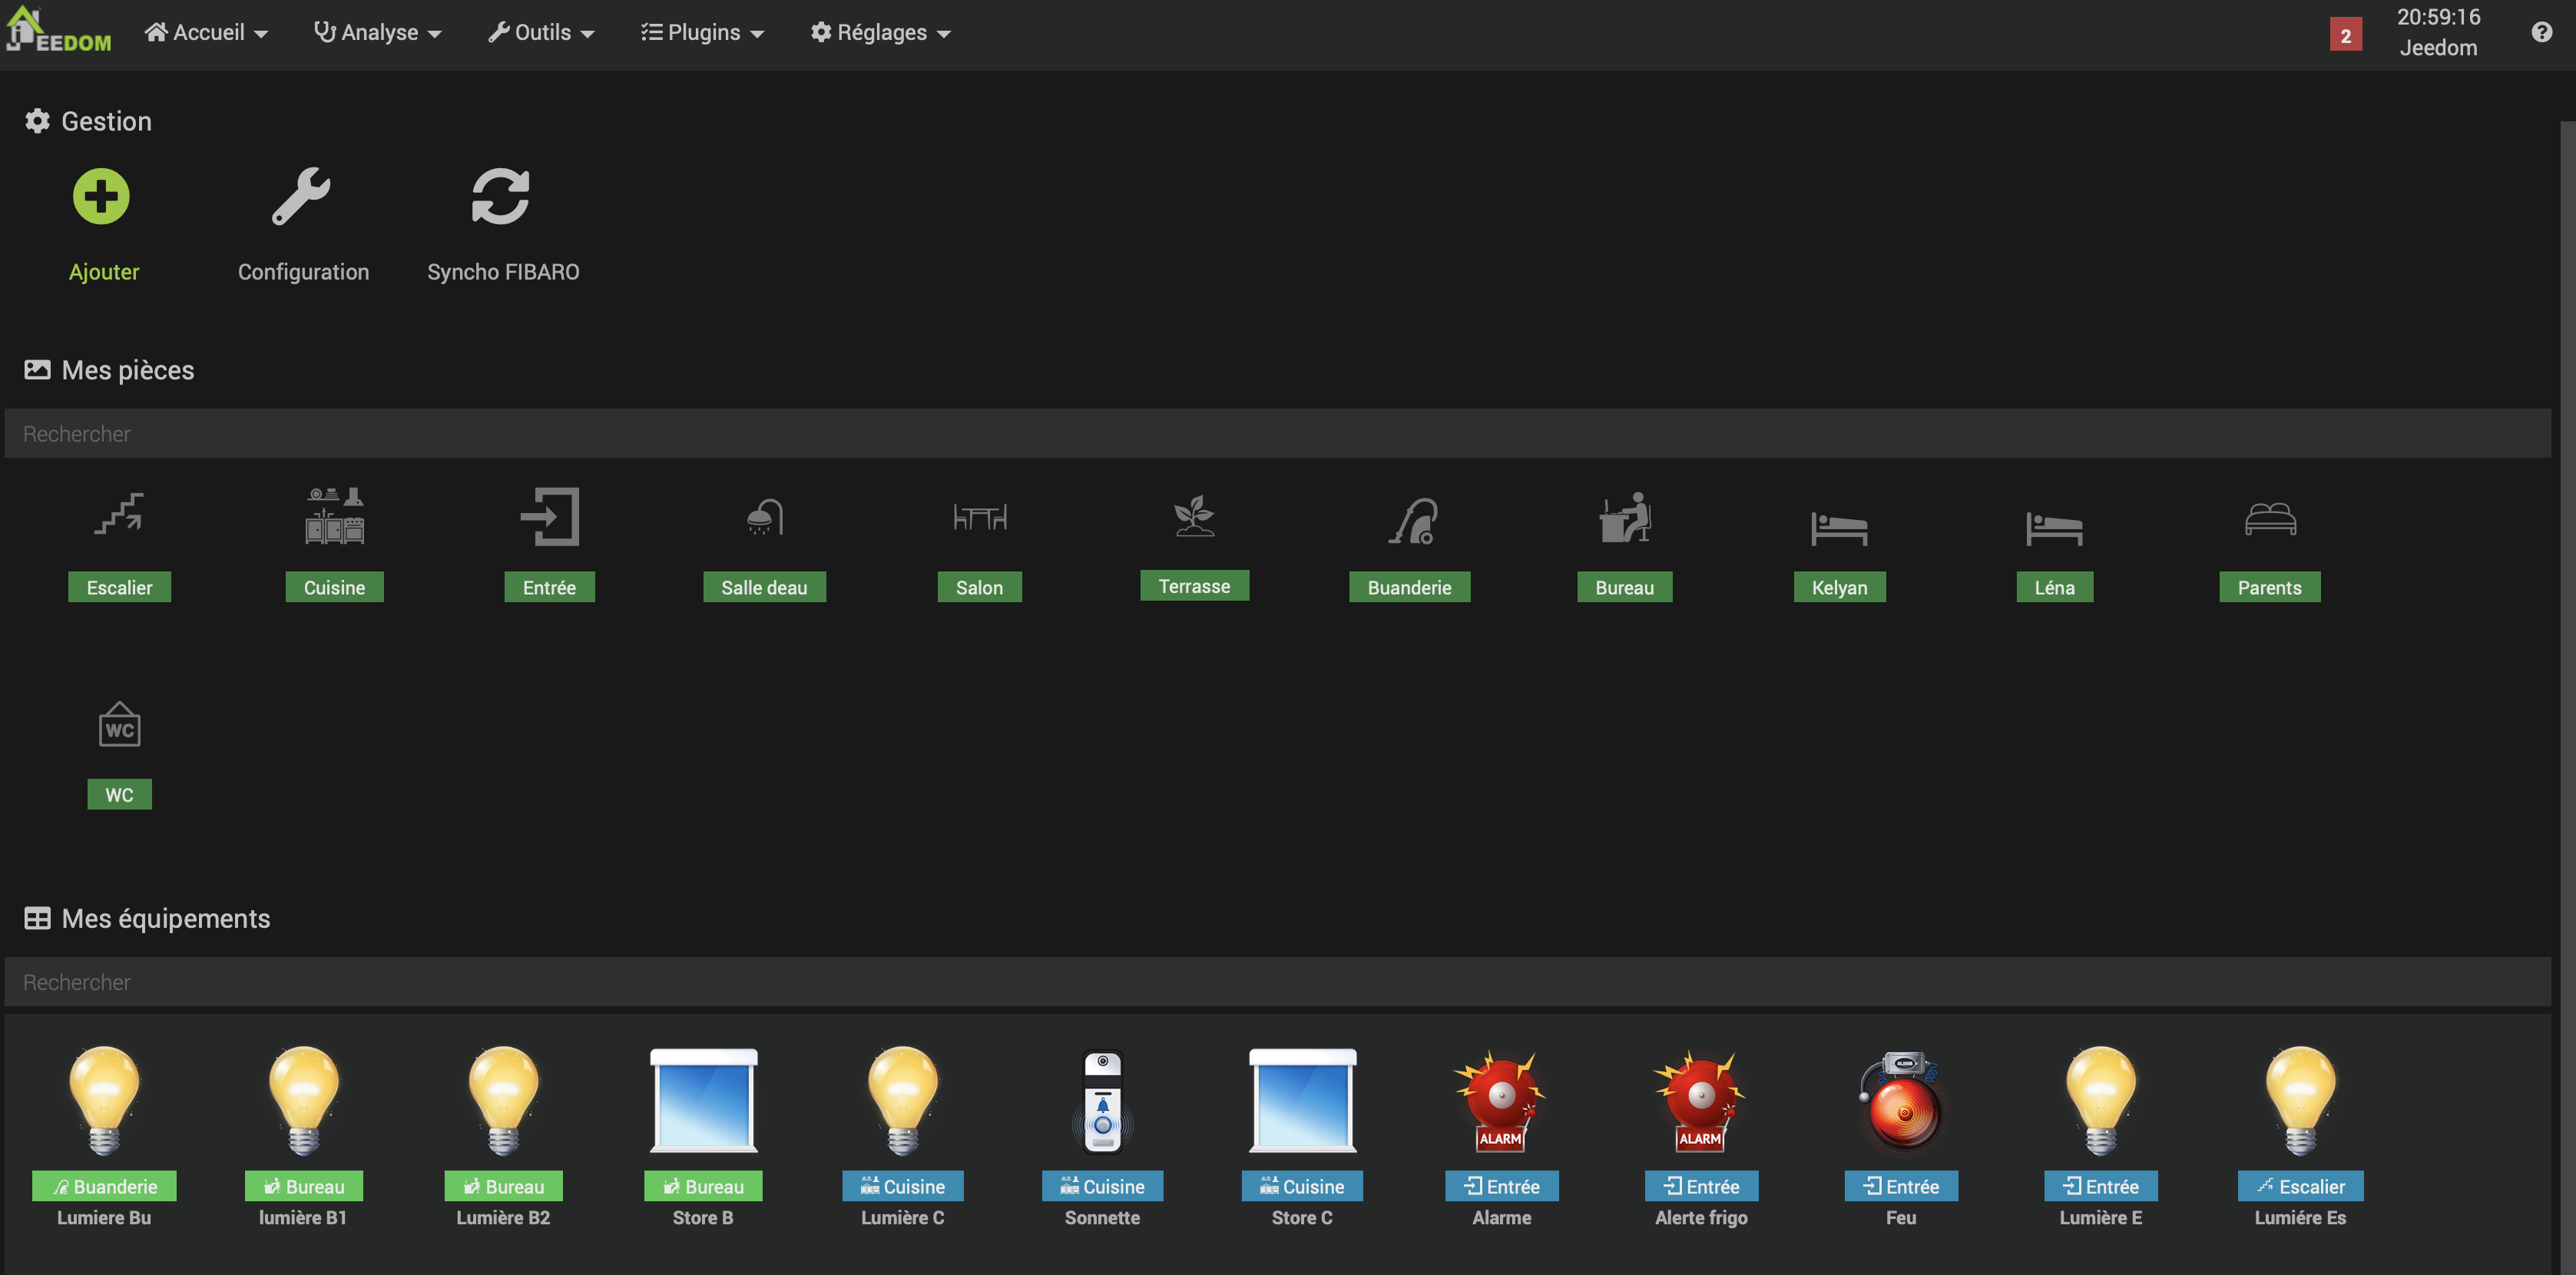 JEEDOM Accueil Analyse Outils Plugins Réglages 2 20:59:16
Jeedom
Gestion
Ajouter Configuration Syncho FIBARO
Mes pièces
Rechercher
Escalier Cuisine Entrée Salle deau Salon Terrasse Buanderie Bureau Kelyan Léna Parents
WC
WC
Mes équipements
Rechercher
ALARM ALARM ALARM
Buanderie Bureau Bureau Bureau Cuisine Cuisine Cuisine Entrée Entrée Entrée Entrée Escalier
Lumiere Bu lumière B1 Lumière B2 Store B Lumière C Sonnette Store C Alarme Alerte frigo Feu Lumière E Lumiére Es